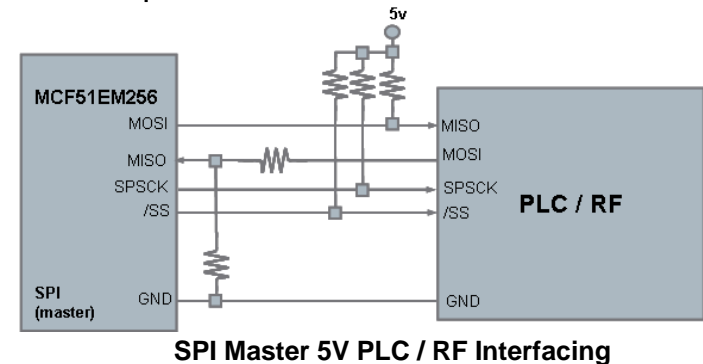 5v
MCF51EM256
MOSI
MISO
SPSCK
/SS
SPI
(master)
GND
MISO
MOSI
SPSCK
/SS
PLC / RF
GND
SPI Master 5V PLC / RF Interfacing